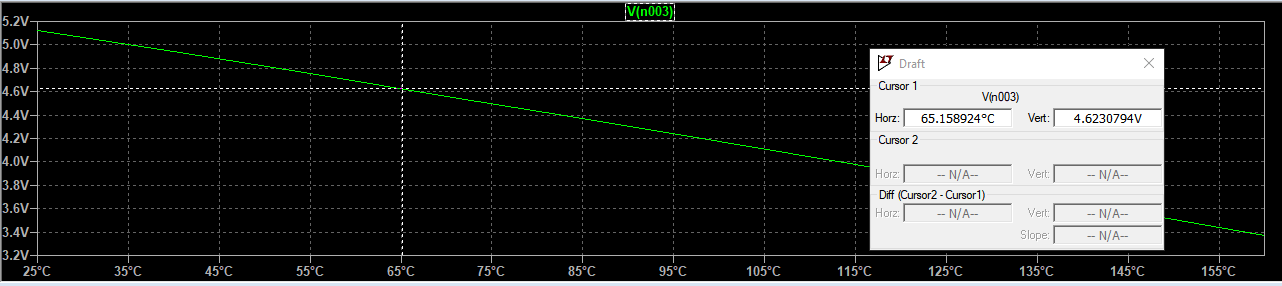 V(n003)
5.2V
5.0V
4.8V
4.6V
4.4V
4.2V
4.0V
3.8V
3.6V
3.4V
3.2V
25°C 35°C 45°C 55°C 65°C 75°C 85°C 95°C 105°C 115°C 125°C 135°C 145°C 155°C
Draft
Cursor 1
V(n003)
Horz: 65.158924°C Vert: 4.6230794V
Cursor 2
Horz: -- N/A-- Vert: -- N/A--
Diff (Cursor2 - Cursor1)
Horz: -- N/A-- Vert: -- N/A--
Slope: -- N/A--